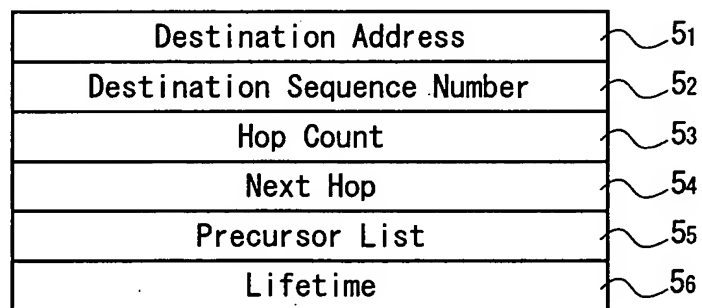 Destination Address 51
Destination Sequence Number 52
Hop Count 53
Next Hop 54
Precursor List 55
Lifetime 56